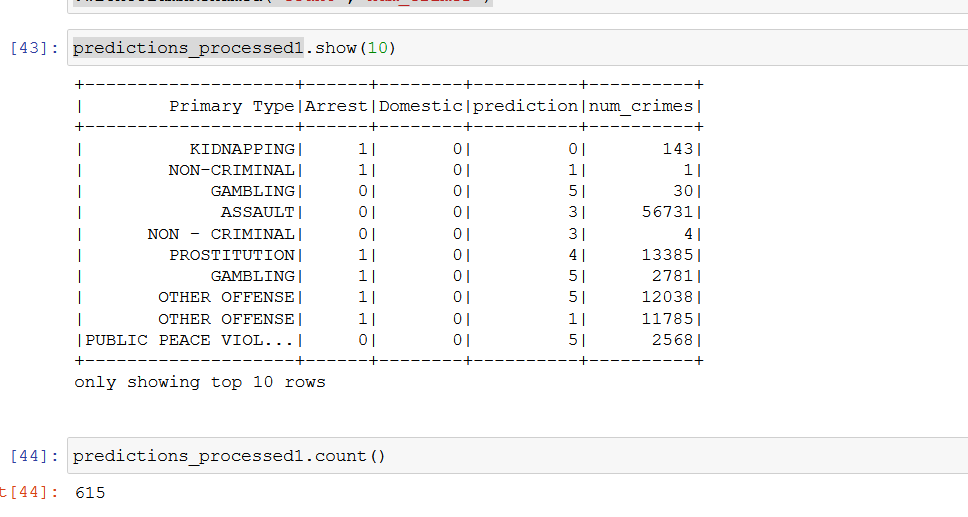 [43]: predictions_processed1.show(10)
+--------------------+------+--------+----------+----------+
|        Primary Type|Arrest|Domestic|prediction|num_crimes|
+--------------------+------+--------+----------+----------+
|          KIDNAPPING|     1|       0|         0|       143|
|        NON-CRIMINAL|     1|       0|         1|         1|
|            GAMBLING|     0|       0|         5|        30|
|             ASSAULT|     0|       0|         3|     56731|
|      NON - CRIMINAL|     0|       0|         3|         4|
|        PROSTITUTION|     1|       0|         4|     13385|
|            GAMBLING|     1|       0|         5|      2781|
|       OTHER OFFENSE|     1|       0|         5|     12038|
|       OTHER OFFENSE|     1|       0|         1|     11785|
|PUBLIC PEACE VIOL...|     0|       0|         5|      2568|
+--------------------+------+--------+----------+----------+
only showing top 10 rows
[44]: predictions_processed1.count()
t[44]: 615